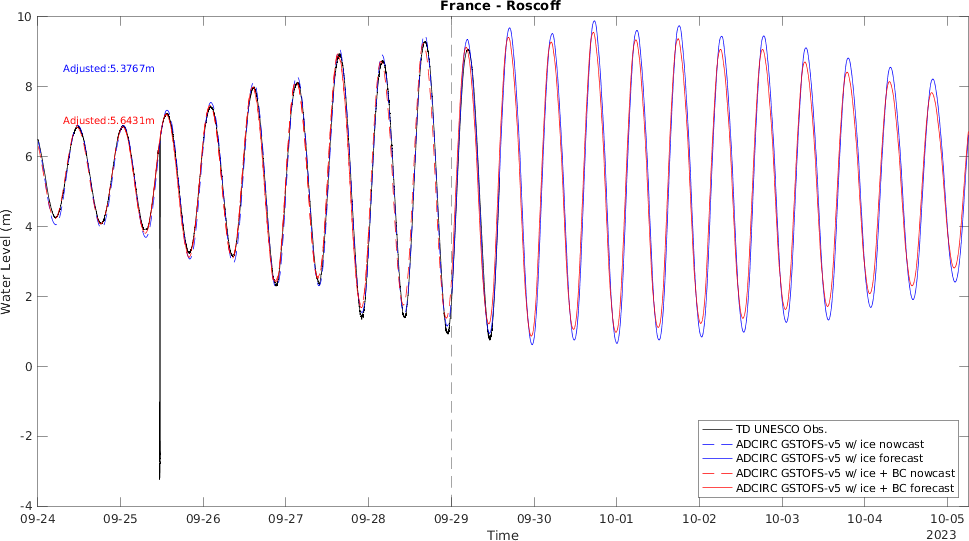 France - Roscoff
10
8
6
4
2
0
-2
-4
Water Level (m)
Adjusted:5.3767m
Adjusted:5.6431m
TD UNESCO Obs.
ADCIRC GSTOFS-v5 w/ ice nowcast
ADCIRC GSTOFS-v5 w/ ice forecast
ADCIRC GSTOFS-v5 w/ ice + BC nowcast
ADCIRC GSTOFS-v5 w/ ice + BC forecast
09-24 09-25 09-26 09-27 09-28 09-29 09-30 10-01 10-02 10-03 10-04 10-05
Time
2023